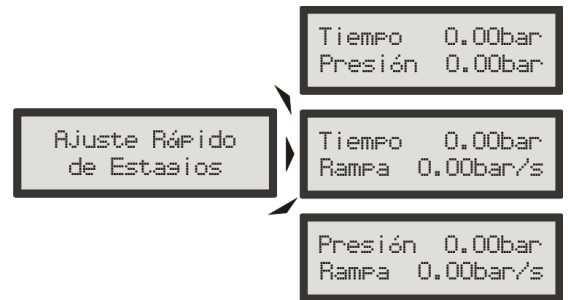 Tiempo 0.00bar
Presión 0.00bar
Ajuste Rápido
de Estagios
Tiempo 0.00bar
Rampa 0.00bar/s
Presión 0.00bar
Rampa 0.00bar/s